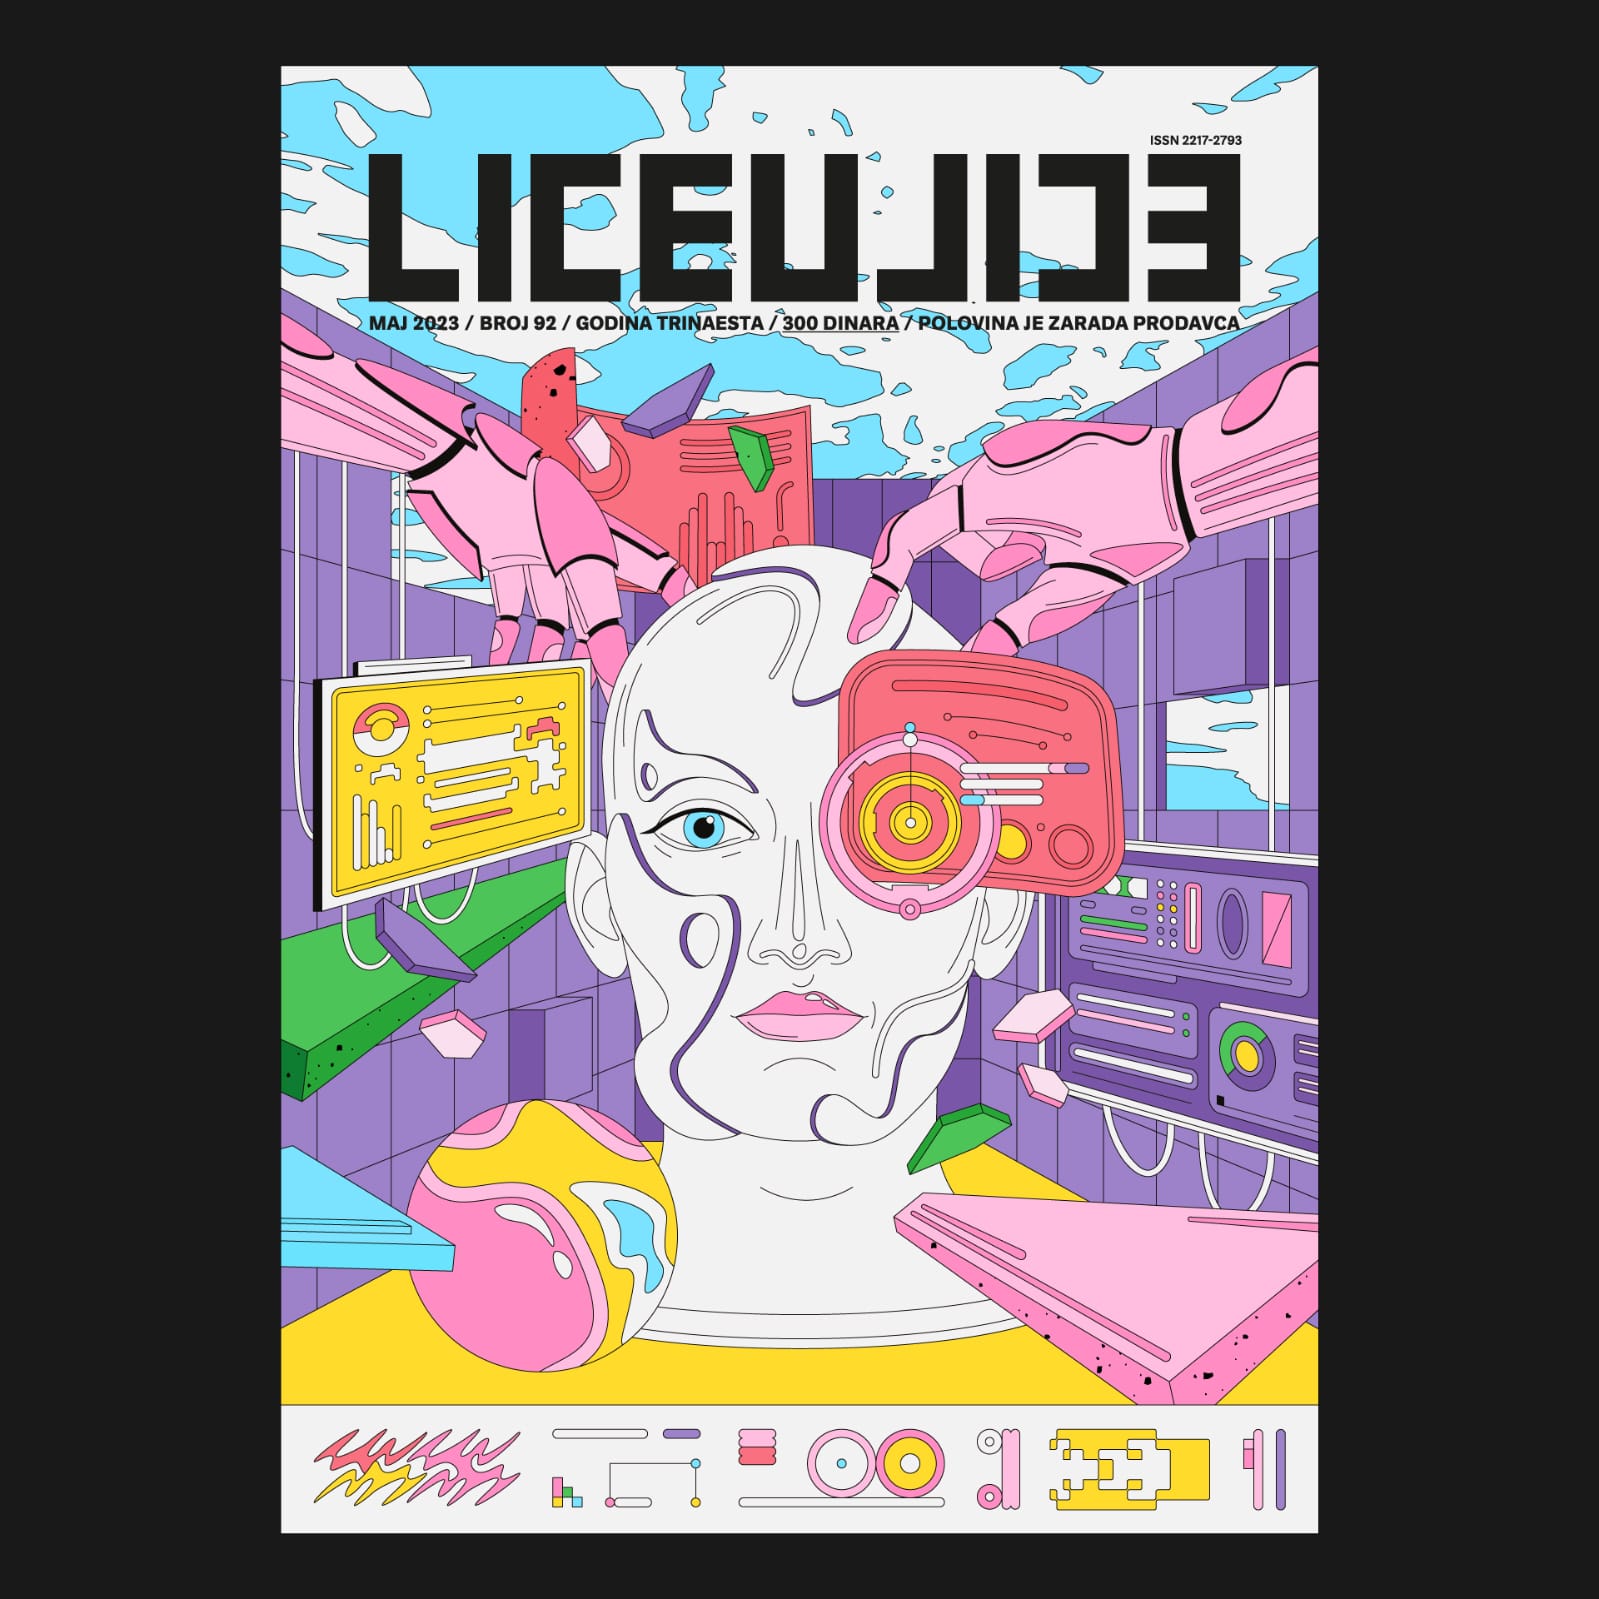 ISSN 2217-2793
LICEULICE
MAJ 2023 / BROJ 92 / GODINA TRINAESTA / 300 DINARA / POLOVINA JE ZARADA PRODAVCA